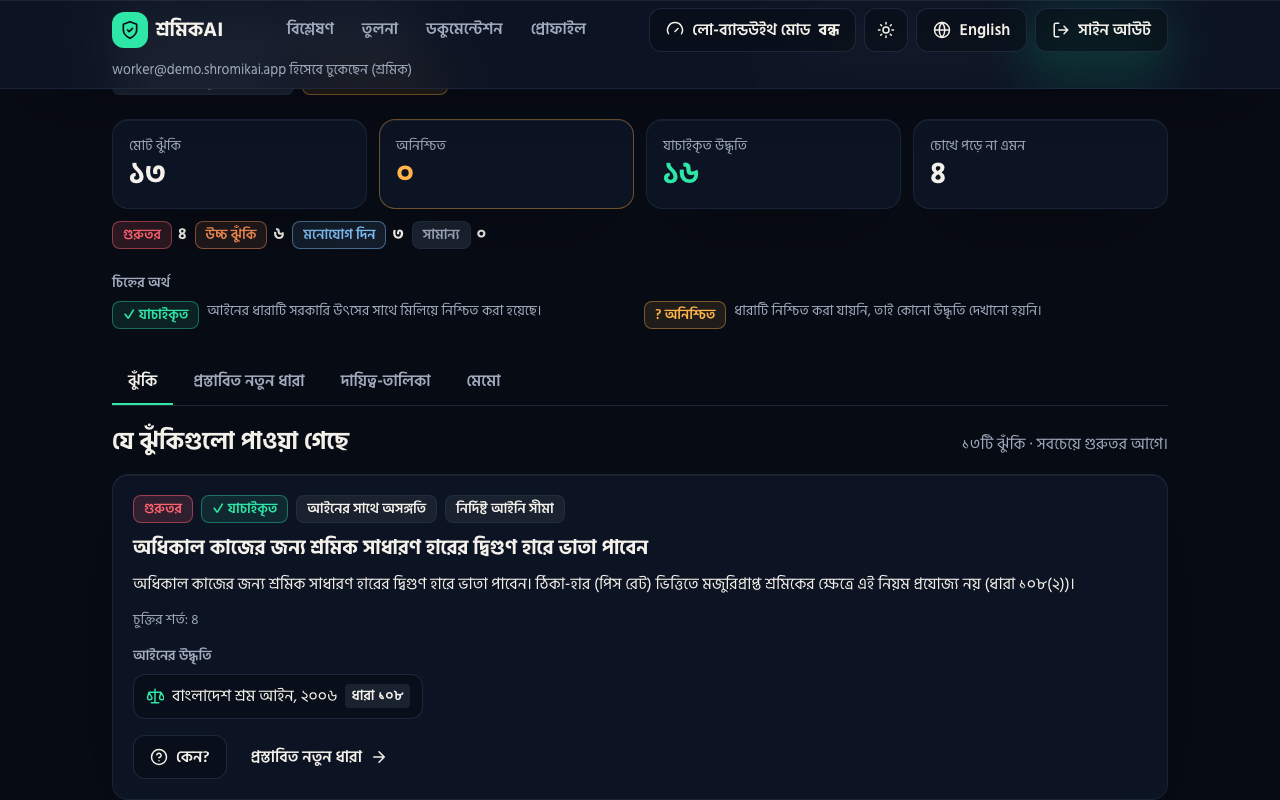 শ্রমিকAI
বিশ্লেষণ
তুলনা
ডকুমেন্টেশন
প্রোফাইল
লো-ব্যান্ডউইথ মোড বন্ধ
English
সাইন আউট
worker@demo.shromikai.app হিসেবে ঢুকেছেন (শ্রমিক)
মোট ঝুঁকি
১৩
অনিশ্চিত
০
যাচাইকৃত উদ্ধৃতি
১৬
চোখে পড়ে না এমন
৪
গুরুতর ৪ উচ্চ ঝুঁকি ৬ মনোযোগ দিন ৩ সামান্য ০
চিহ্নের অর্থ
✓ যাচাইকৃত আইনের ধারাটি সরকারি উৎসের সাথে মিলিয়ে নিশ্চিত করা হয়েছে।
? অনিশ্চিত ধারাটি নিশ্চিত করা যায়নি, তাই কোনো উদ্ধৃতি দেখানো হয়নি।
ঝুঁকি
প্রস্তাবিত নতুন ধারা
দায়িত্ব-তালিকা
মেমো
যে ঝুঁকিগুলো পাওয়া গেছে
১৩টি ঝুঁকি · সবচেয়ে গুরুতর আগে।
গুরুতর ✓ যাচাইকৃত আইনের সাথে অসঙ্গতি নির্দিষ্ট আইনি সীমা
অধিকাল কাজের জন্য শ্রমিক সাধারণ হারের দ্বিগুণ হারে ভাতা পাবেন
অধিকাল কাজের জন্য শ্রমিক সাধারণ হারের দ্বিগুণ হারে ভাতা পাবেন। ঠিকা-হার (পিস রেট) ভিত্তিতে মজুরিপ্রাপ্ত শ্রমিকের ক্ষেত্রে এই নিয়ম প্রযোজ্য নয় (ধারা ১০৮(২))।
চুক্তির শর্ত: ৪
আইনের উদ্ধৃতি
বাংলাদেশ শ্রম আইন, ২০০৬ ধারা ১০৮
কেন?
প্রস্তাবিত নতুন ধারা →